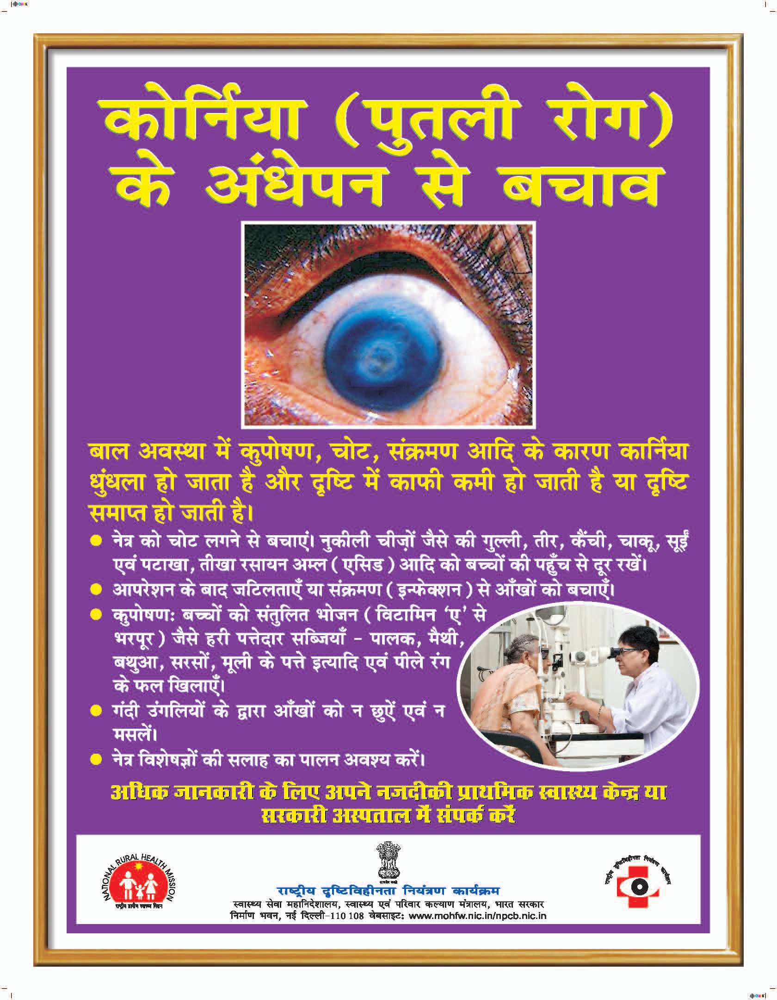 कोर्निया (पुतली रोग)
के अंधेपन से बचाव
बाल अवस्था में कुपोषण, चोट, संक्रमण आदि के कारण कार्निया
धुंधला हो जाता है और दृष्टि में काफी कमी हो जाती है या दृष्टि
समाप्त हो जाती है।
● नेत्र को चोट लगने से बचाएं। नुकीली चीज़ों जैसे की गुल्ली, तीर, कैंची, चाकू, सूईं
एवं पटाखा, तीखा रसायन अम्ल ( एसिड ) आदि को बच्चों की पहुँच से दूर रखें।
● आपरेशन के बाद जटिलताएँ या संक्रमण ( इन्फेक्शन ) से आँखों को बचाएँ।
● कुपोषण: बच्चों को संतुलित भोजन ( विटामिन ‘ए’ से
भरपूर ) जैसे हरी पत्तेदार सब्जियाँ - पालक, मैथी,
बथुआ, सरसों, मूली के पत्ते इत्यादि एवं पीले रंग
के फल खिलाएँ।
● गंदी उंगलियों के द्वारा आँखों को न छुऐं एवं न
मसलें।
● नेत्र विशेषज्ञों की सलाह का पालन अवश्य करें।
अधिक जानकारी के लिए अपने नजदीकी प्राथमिक स्वास्थ्य केन्द्र या
सरकारी अस्पताल में संपर्क करें
NATIONAL RURAL HEALTH MISSION
राष्ट्रीय ग्रामीण स्वास्थ्य मिशन
सत्यमेव जयते
राष्ट्रीय दृष्टिविहीनता नियंत्रण कार्यक्रम
स्वास्थ्य सेवा महानिदेशालय, स्वास्थ्य एवं परिवार कल्याण मंत्रालय, भारत सरकार
निर्माण भवन, नई दिल्ली-110 108 वेबसाइट: www.mohfw.nic.in/npcb.nic.in
राष्ट्रीय दृष्टिविहीनता नियंत्रण कार्यक्रम